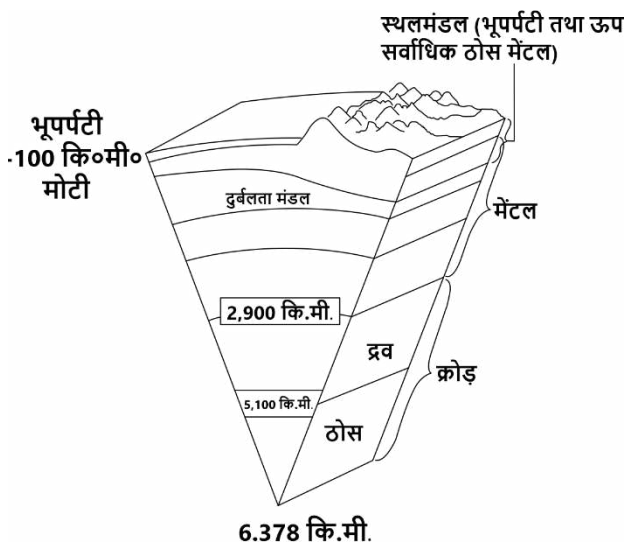 स्थलमंडल (भूपर्पटी तथा ऊप
सर्वाधिक ठोस मेंटल)
भूपर्पटी
-100 कि०मी०
मोटी
दुर्बलता मंडल
मेंटल
2,900 कि.मी.
द्रव
क्रोड़
5,100 कि.मी.
ठोस
6.378 कि.मी.